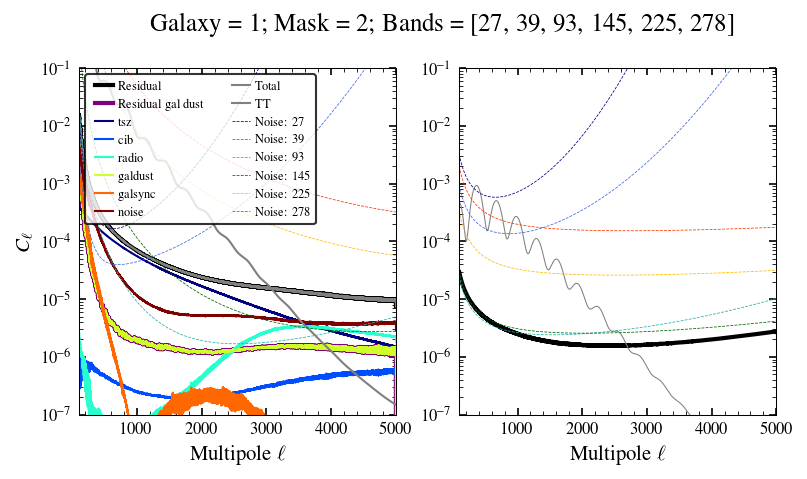 Galaxy = 1; Mask = 2; Bands = [27, 39, 93, 145, 225, 278]
10⁻¹
10⁻²
10⁻³
10⁻⁴
10⁻⁵
10⁻⁶
10⁻⁷
C_ℓ
Residual
Residual gal dust
tsz
cib
radio
galdust
galsync
noise
Total
TT
Noise: 27
Noise: 39
Noise: 93
Noise: 145
Noise: 225
Noise: 278
1000 2000 3000 4000 5000
Multipole ℓ
10⁻¹
10⁻²
10⁻³
10⁻⁴
10⁻⁵
10⁻⁶
10⁻⁷
1000 2000 3000 4000 5000
Multipole ℓ